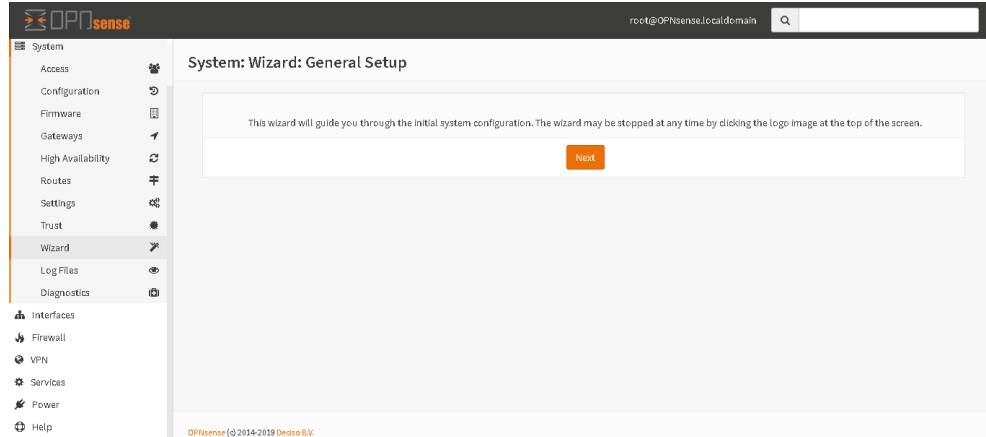 OPNsense
root@OPNsense.localdomain
System
Access
Configuration
Firmware
Gateways
High Availability
Routes
Settings
Trust
Wizard
Log Files
Diagnostics
Interfaces
Firewall
VPN
Services
Power
Help
System: Wizard: General Setup
This wizard will guide you through the initial system configuration. The wizard may be stopped at any time by clicking the logo image at the top of the screen.
Next
OPNsense (c) 2014-2019 Deciso B.V.